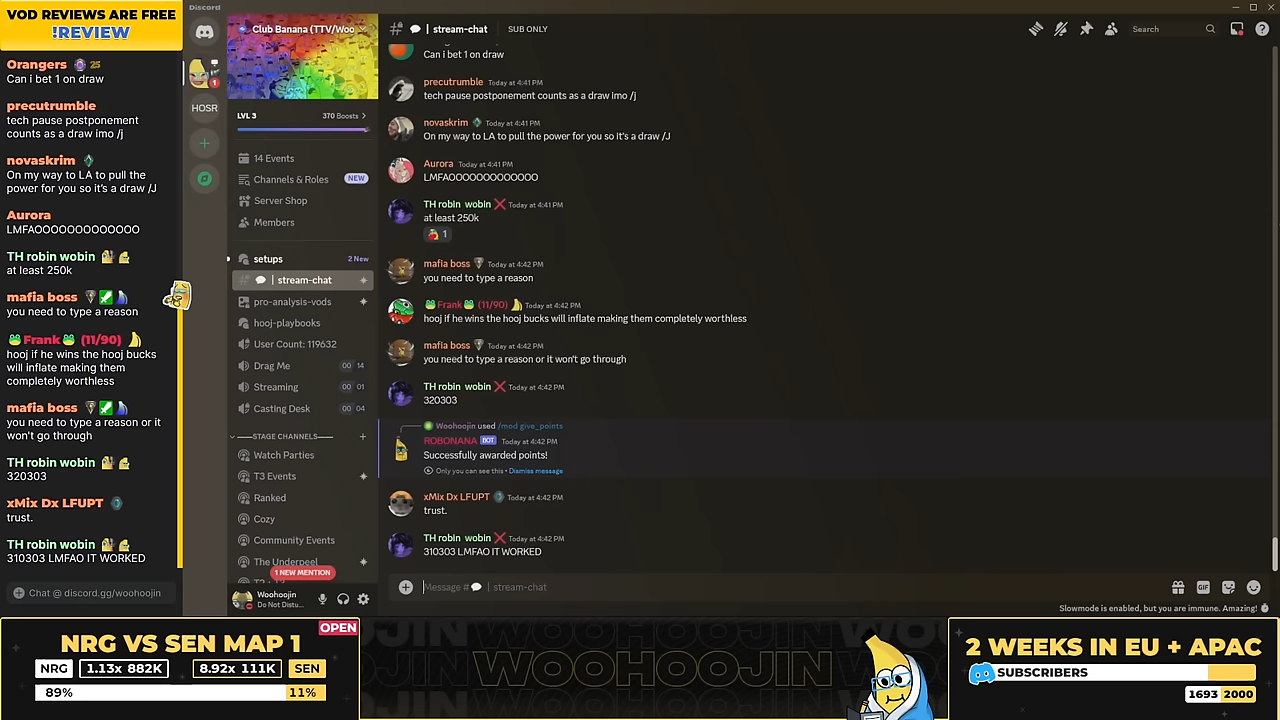 VOD REVIEWS ARE FREE
!REVIEW
Orangers 25
Can i bet 1 on draw
precutrumble
tech pause postponement
counts as a draw imo /j
novaskrim
On my way to LA to pull the
power for you so it's a draw /J
Aurora
LMFAOOOOOOOOOOOOO
TH robin wobin
at least 250k
mafia boss
you need to type a reason
Frank (11/90)
hooj if he wins the hooj bucks
will inflate making them
completely worthless
mafia boss
you need to type a reason or it
won't go through
TH robin wobin
320303
xMix Dx LFUPT
trust.
TH robin wobin
310303 LMFAO IT WORKED
Chat @ discord.gg/woohoojin
Discord
1
HOSR
Club Banana (TTV/Woo
LVL 3 370 Boosts >
14 Events
Channels & Roles NEW
Server Shop
Members
setups 2 New
| stream-chat
pro-analysis-vods
hooj-playbooks
User Count: 119632
Drag Me 00 14
Streaming 00 01
Casting Desk 00 04
STAGE CHANNELS
Watch Parties
T3 Events
Ranked
Cozy
Community Events
The Underpeel
1 NEW MENTION
Woohoojin
Do Not Distu...
| stream-chat SUB ONLY
Search
Can i bet 1 on draw
precutrumble Today at 4:41 PM
tech pause postponement counts as a draw imo /j
novaskrim Today at 4:41 PM
On my way to LA to pull the power for you so it's a draw /J
Aurora Today at 4:41 PM
LMFAOOOOOOOOOOOOO
TH robin wobin Today at 4:41 PM
at least 250k
1
mafia boss Today at 4:42 PM
you need to type a reason
Frank (11/90) Today at 4:42 PM
hooj if he wins the hooj bucks will inflate making them completely worthless
mafia boss Today at 4:42 PM
you need to type a reason or it won't go through
TH robin wobin Today at 4:42 PM
320303
Woohoojin used /mod give_points
ROBONANA BOT Today at 4:42 PM
Successfully awarded points!
Only you can see this • Dismiss message
xMix Dx LFUPT Today at 4:42 PM
trust.
TH robin wobin Today at 4:42 PM
310303 LMFAO IT WORKED
Message # | stream-chat
GIF
Slowmode is enabled, but you are immune. Amazing!
OPEN
NRG VS SEN MAP 1
NRG 1.13x 882K 8.92x 111K SEN
89% 11%
WOOHOOJIN
2 WEEKS IN EU + APAC
SUBSCRIBERS
1693 2000